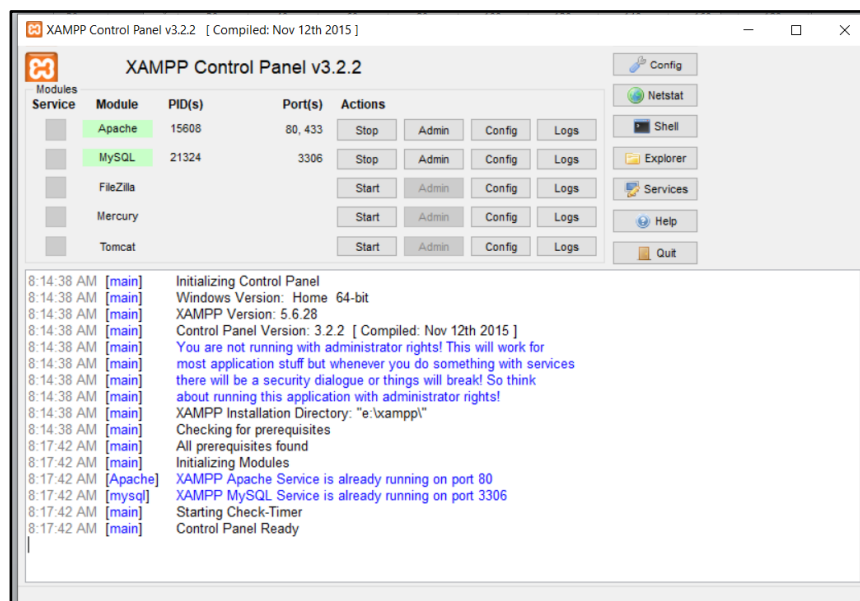 XAMPP Control Panel v3.2.2 [ Compiled: Nov 12th 2015 ]
XAMPP Control Panel v3.2.2
Config
Modules
Service Module PID(s) Port(s) Actions
Netstat
Apache 15608 80, 433 Stop Admin Config Logs
Shell
MySQL 21324 3306 Stop Admin Config Logs
Explorer
FileZilla Start Admin Config Logs
Services
Mercury Start Admin Config Logs
Help
Tomcat Start Admin Config Logs
Quit
8:14:38 AM [main] Initializing Control Panel
8:14:38 AM [main] Windows Version: Home 64-bit
8:14:38 AM [main] XAMPP Version: 5.6.28
8:14:38 AM [main] Control Panel Version: 3.2.2 [ Compiled: Nov 12th 2015 ]
8:14:38 AM [main] You are not running with administrator rights! This will work for
8:14:38 AM [main] most application stuff but whenever you do something with services
8:14:38 AM [main] there will be a security dialogue or things will break! So think
8:14:38 AM [main] about running this application with administrator rights!
8:14:38 AM [main] XAMPP Installation Directory: "e:\xampp\"
8:14:38 AM [main] Checking for prerequisites
8:17:42 AM [main] All prerequisites found
8:17:42 AM [main] Initializing Modules
8:17:42 AM [Apache] XAMPP Apache Service is already running on port 80
8:17:42 AM [mysql] XAMPP MySQL Service is already running on port 3306
8:17:42 AM [main] Starting Check-Timer
8:17:42 AM [main] Control Panel Ready